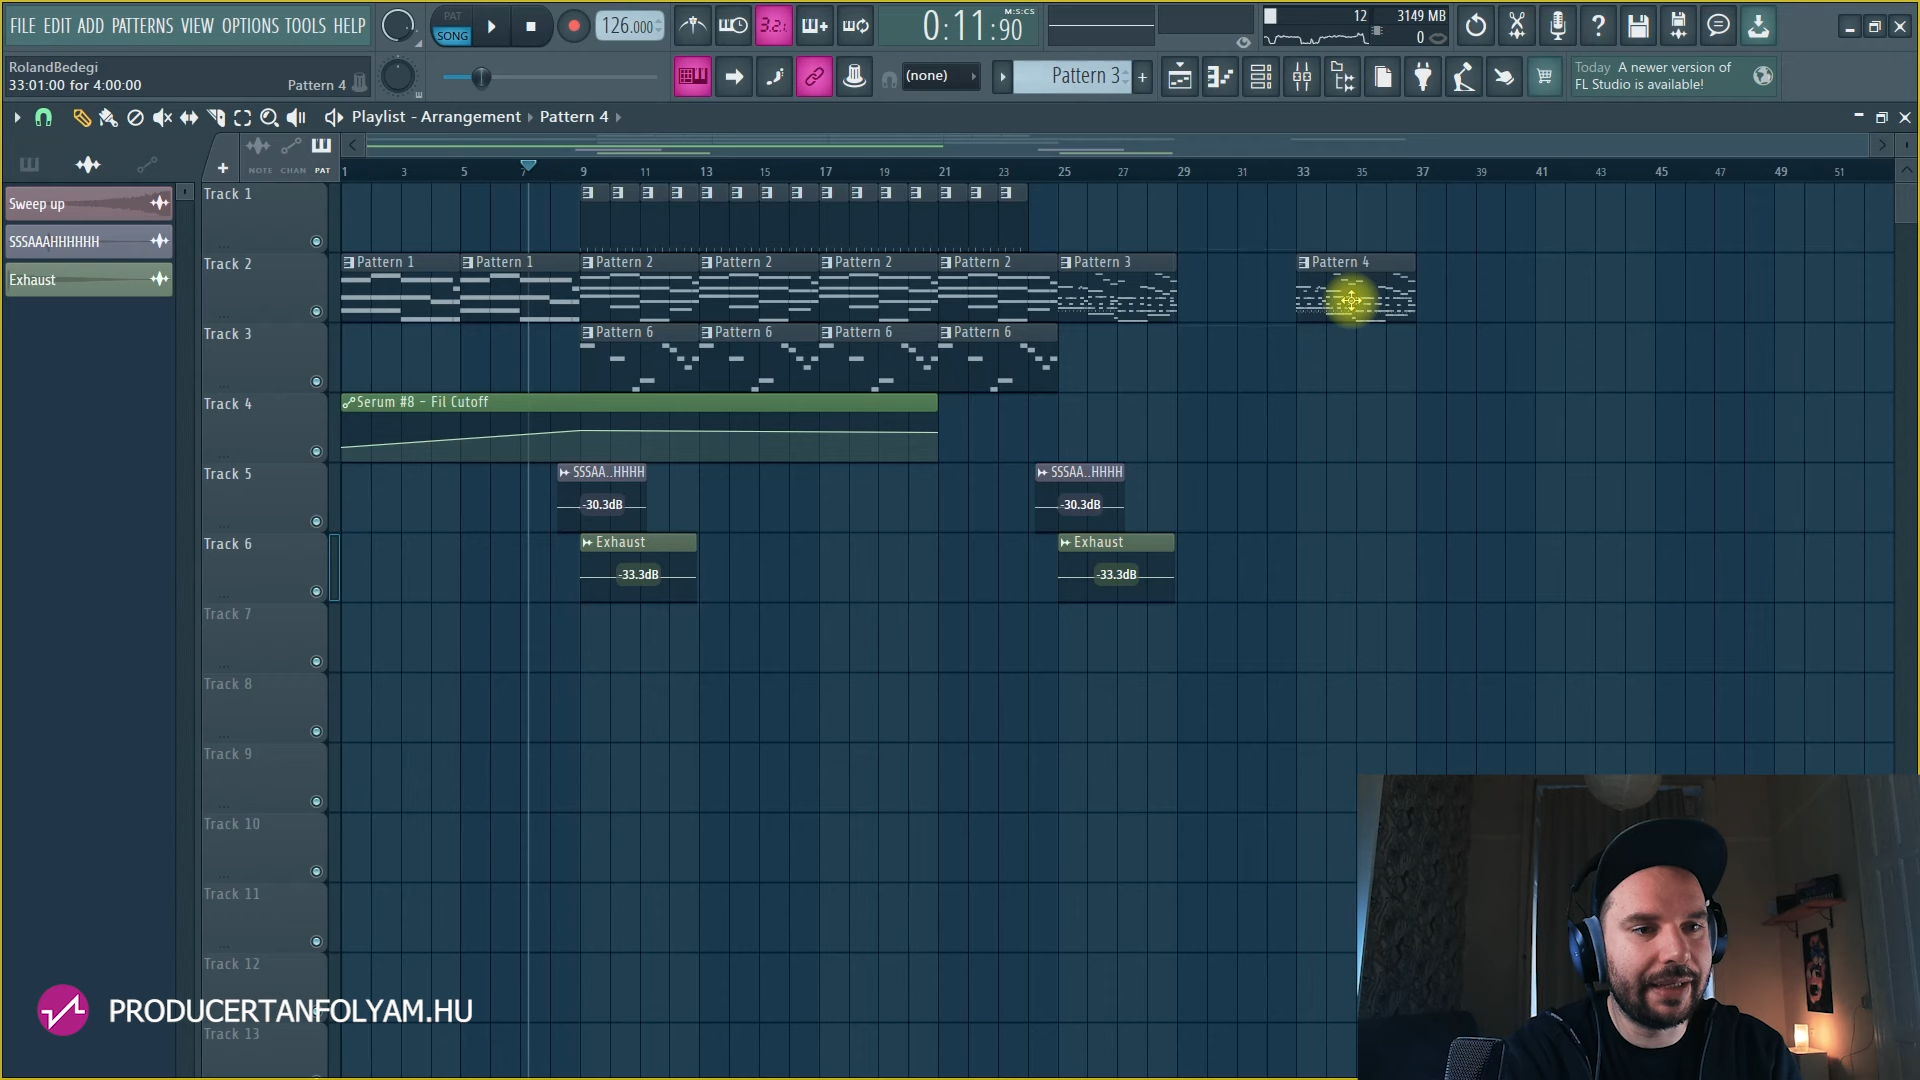 FILE EDIT ADD PATTERNS VIEW OPTIONS TOOLS HELP
PAT
SONG
126.000
3.2.
0:11:90
M:S:CS
12
3149 MB
0
RolandBedegi
33:01:00 for 4:00:00
Pattern 4
(none)
Pattern 3
Today A newer version of
FL Studio is available!
Playlist - Arrangement Pattern 4
NOTE CHAN PAT
1 3 5 7 9 11 13 15 17 19 21 23 25 27 29 31 33 35 37 39 41 43 45 47 49 51
Sweep up
SSSAAAHHHHHH
Exhaust
Track 1
Track 2
Pattern 1 Pattern 1 Pattern 2 Pattern 2 Pattern 2 Pattern 2 Pattern 3 Pattern 4
Track 3
Pattern 6 Pattern 6 Pattern 6 Pattern 6
Track 4
Serum #8 - Fil Cutoff
Track 5
SSSAA..HHHH SSSAA..HHHH
-30.3dB -30.3dB
Track 6
Exhaust Exhaust
-33.3dB -33.3dB
Track 7
Track 8
Track 9
Track 10
Track 11
Track 12
Track 13
PRODUCERTANFOLYAM.HU